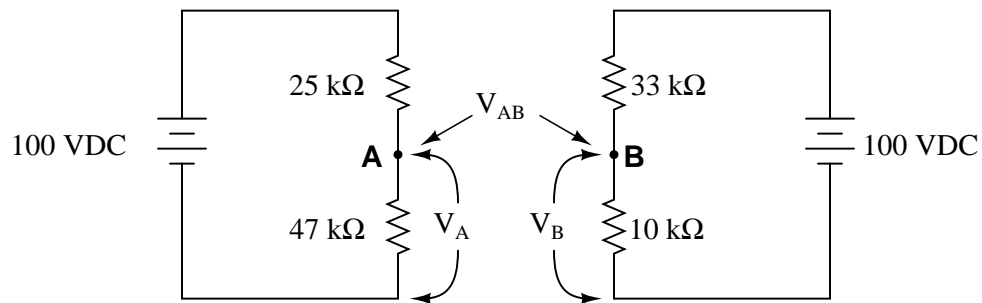 25 kΩ
33 kΩ
V_AB
100 VDC
A
B
100 VDC
47 kΩ
V_A
V_B
10 kΩ